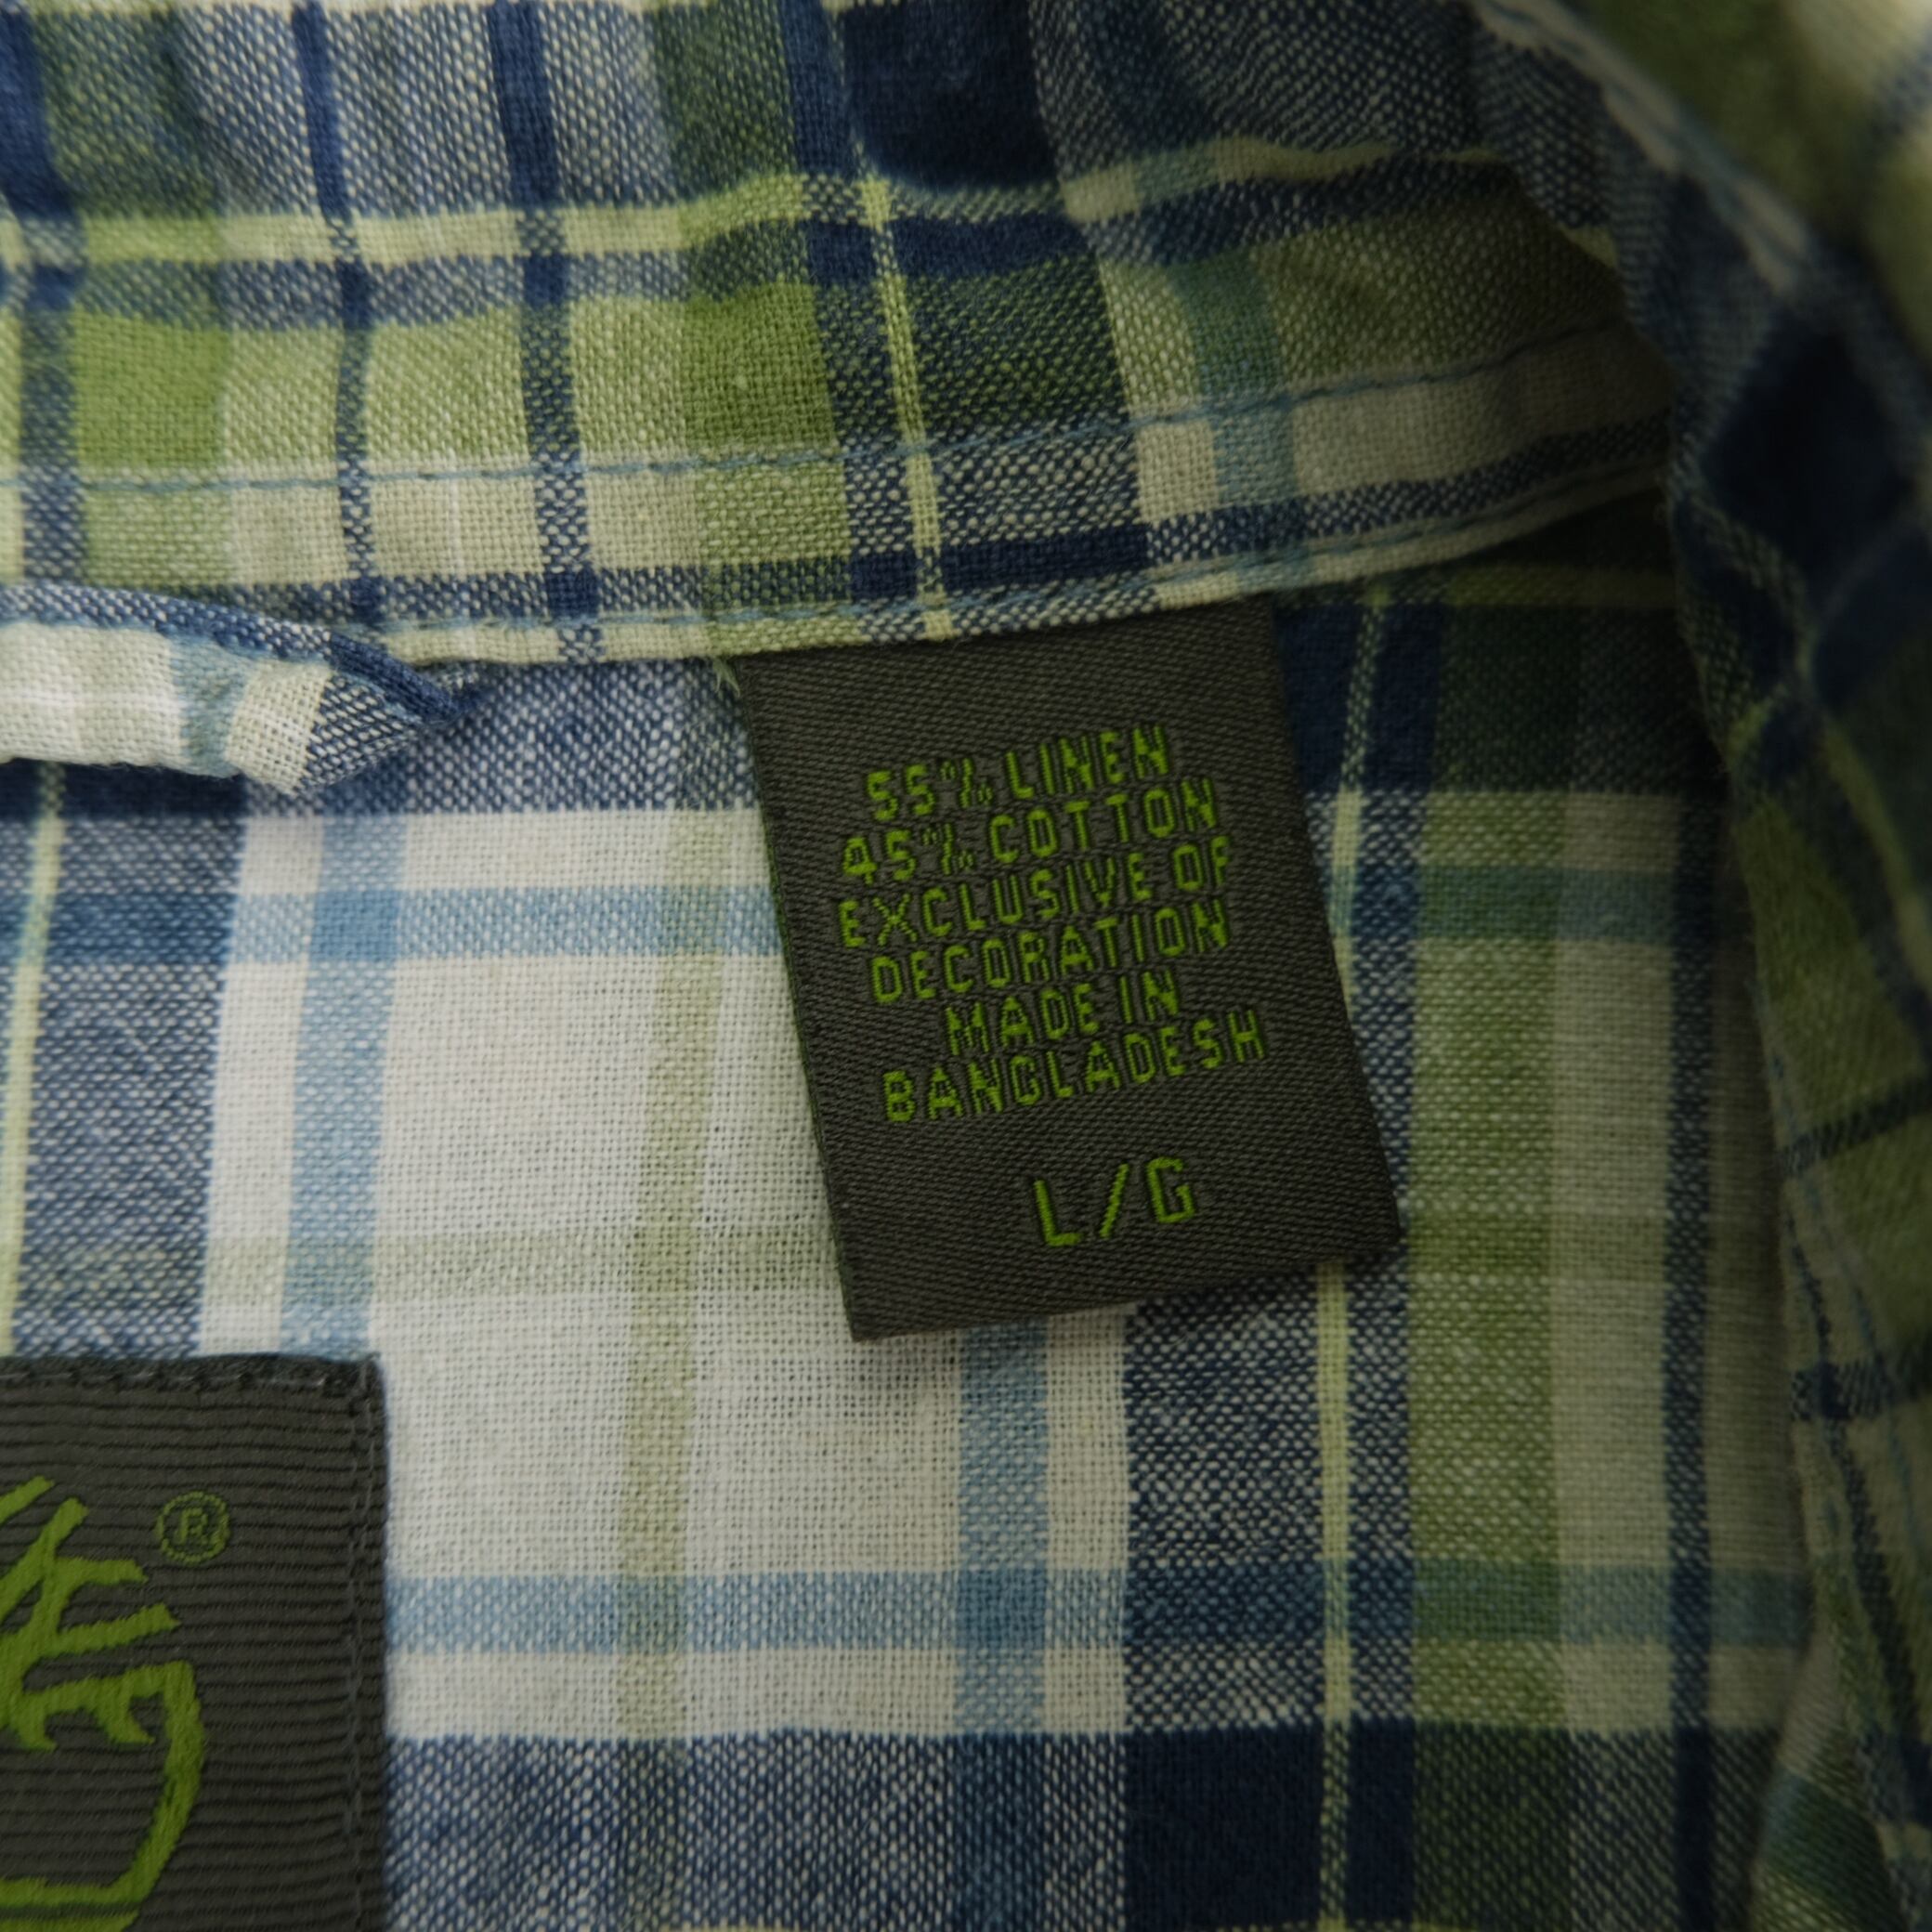 55% LINEN
45% COTTON
EXCLUSIVE OF
DECORATION
MADE IN
BANGLADESH
L/G
®